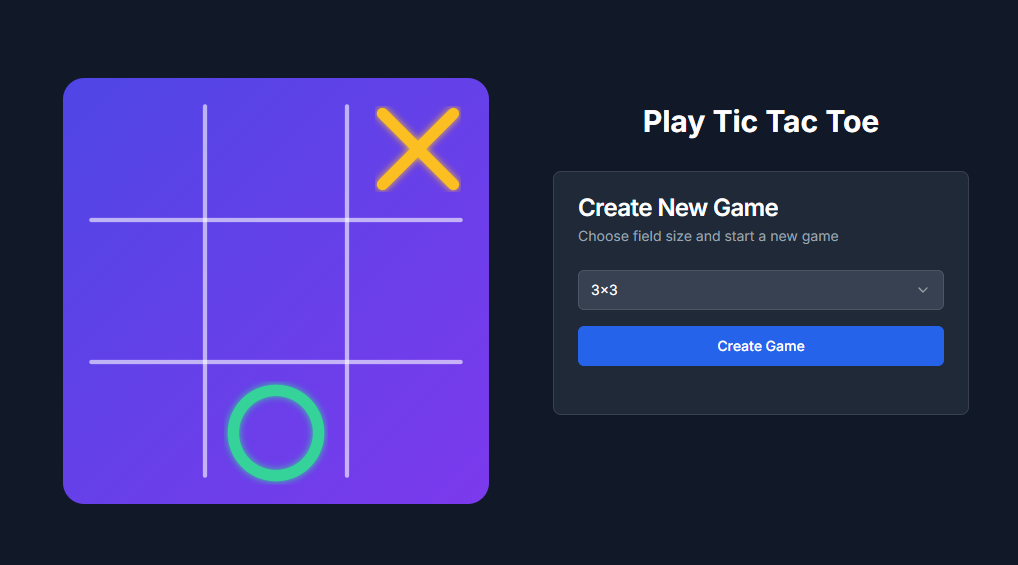 Play Tic Tac Toe
Create New Game
Choose field size and start a new game
3×3
Create Game